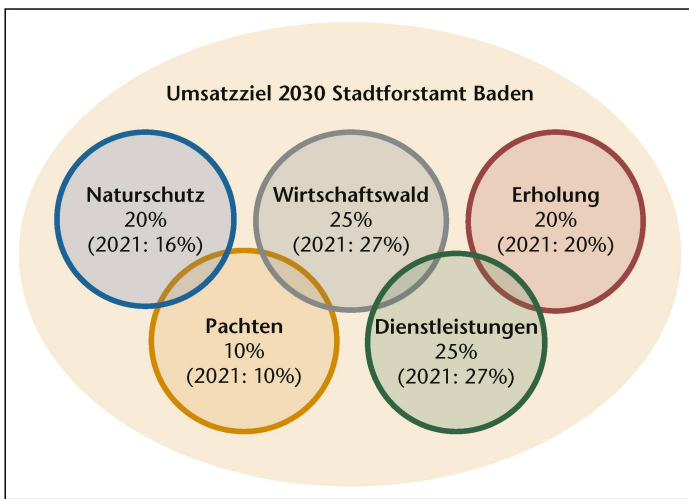 Umsatzziel 2030 Stadtforstamt Baden
Naturschutz
20%
(2021: 16%)
Wirtschaftswald
25%
(2021: 27%)
Erholung
20%
(2021: 20%)
Pachten
10%
(2021: 10%)
Dienstleistungen
25%
(2021: 27%)